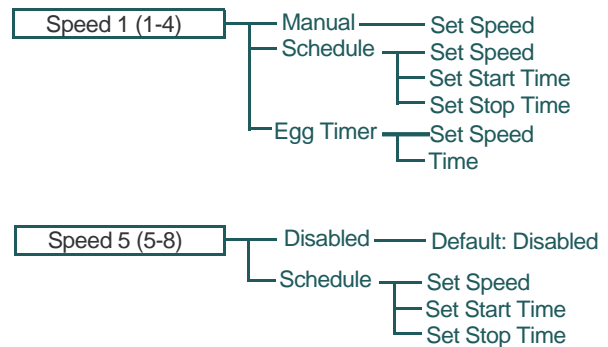 Speed 1 (1-4) Manual Set Speed
Schedule Set Speed
Set Start Time
Set Stop Time
Egg Timer Set Speed
Time
Speed 5 (5-8) Disabled Default: Disabled
Schedule Set Speed
Set Start Time
Set Stop Time